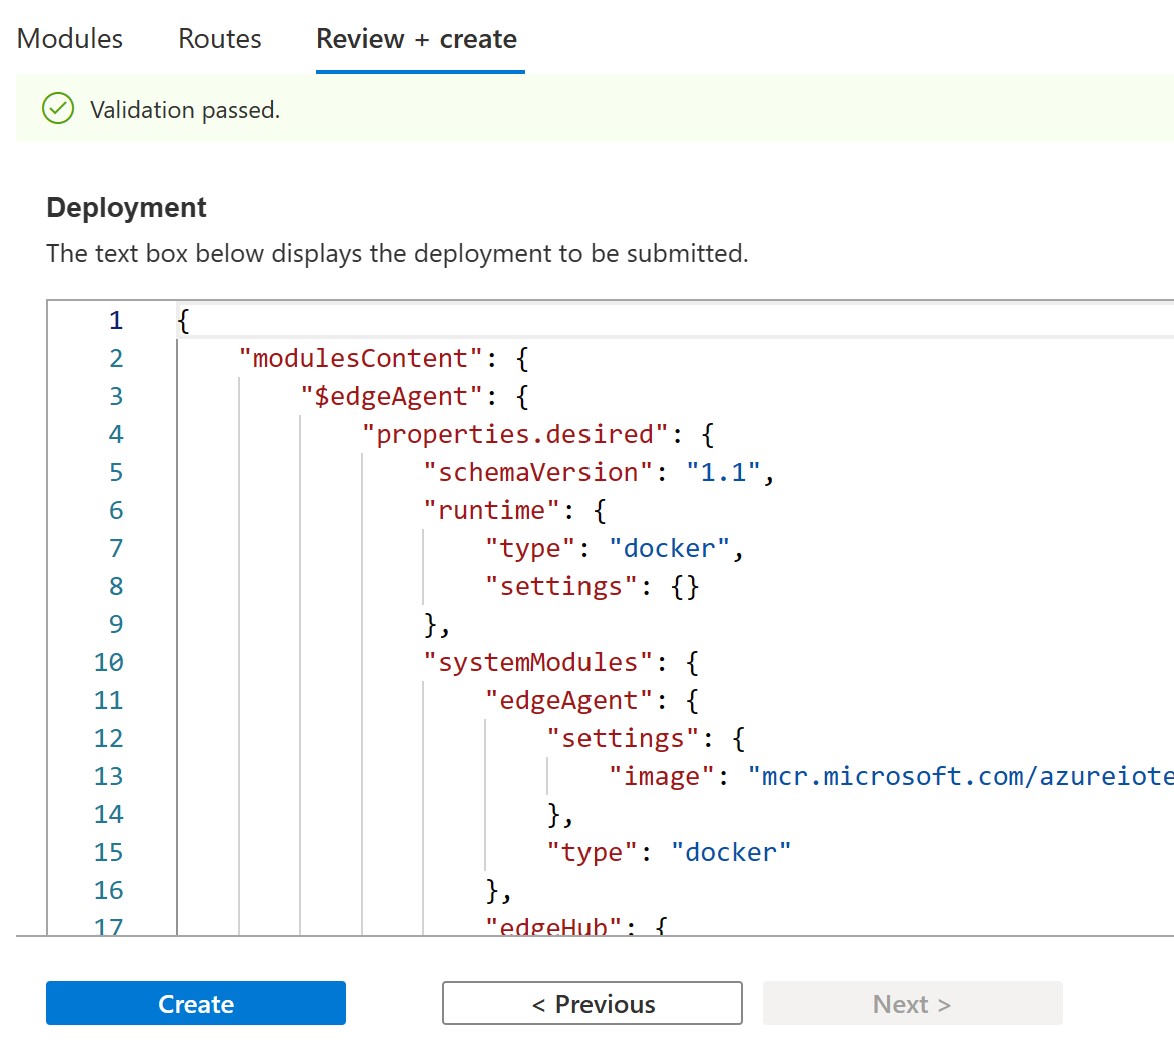 Modules Routes Review + create
Validation passed.
Deployment
The text box below displays the deployment to be submitted.
1 {
2 "modulesContent": {
3 "$edgeAgent": {
4 "properties.desired": {
5 "schemaVersion": "1.1",
6 "runtime": {
7 "type": "docker",
8 "settings": {}
9 },
10 "systemModules": {
11 "edgeAgent": {
12 "settings": {
13 "image": "mcr.microsoft.com/azureiote
14 },
15 "type": "docker"
16 },
17 "edgeHub": {
Create < Previous Next >